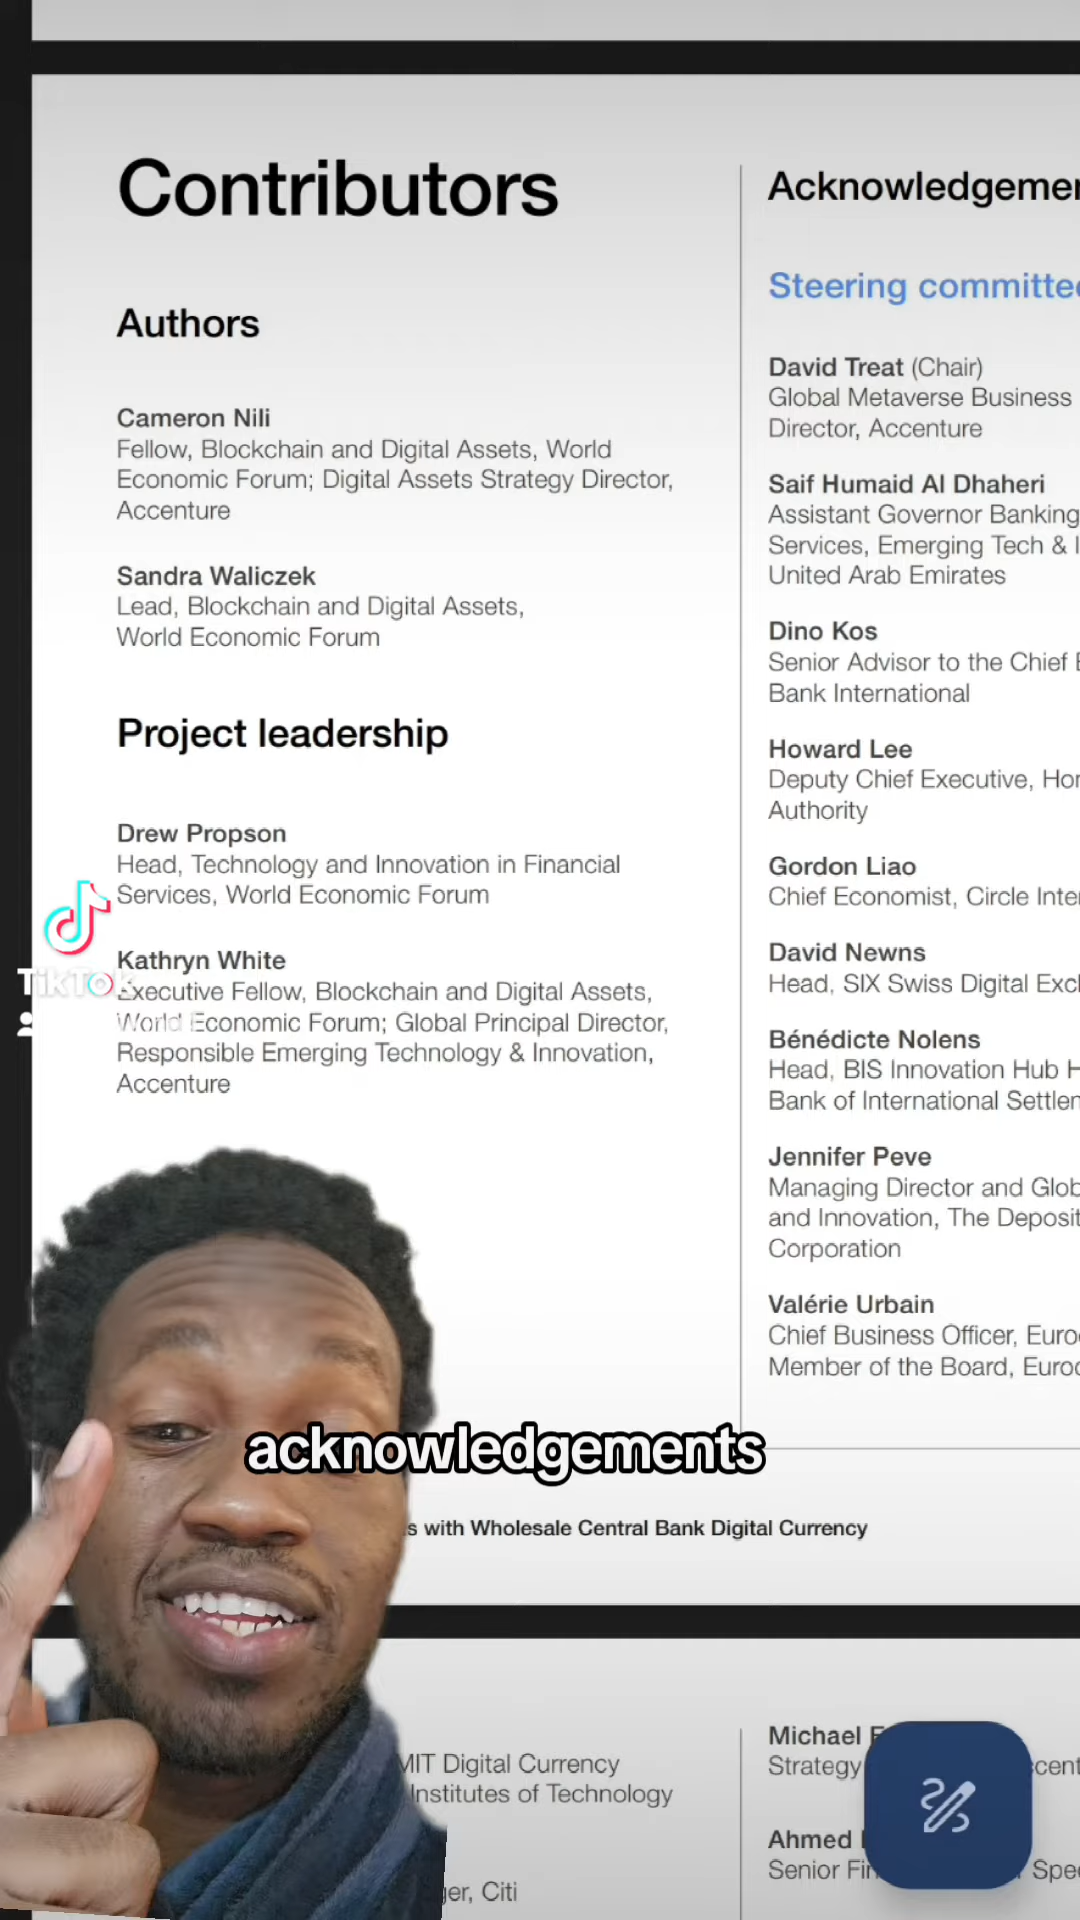 Contributors
Authors
Cameron Nili
Fellow, Blockchain and Digital Assets, World
Economic Forum; Digital Assets Strategy Director,
Accenture
Sandra Waliczek
Lead, Blockchain and Digital Assets,
World Economic Forum
Project leadership
Drew Propson
Head, Technology and Innovation in Financial
Services, World Economic Forum
Kathryn White
Executive Fellow, Blockchain and Digital Assets,
World Economic Forum; Global Principal Director,
Responsible Emerging Technology & Innovation,
Accenture
Steering
David Treat (Chair)
Global Metaverse Business
Director, Accenture
Saif Humaid Al Dhaheri
Assistant Governor Banking
Services, Emerging Tech &
United Arab Emirates
Dino Kos
Senior Advisor to the Chief
Bank International
Howard Lee
Deputy Chief Executive,
Authority
Gordon Liao
Chief Economist, Circle
David Newns
Head, SIX Swiss Digital
Bénédicte Nolens
Head, BIS Innovation Hub
Bank of International
Jennifer Peve
Managing Director and
and Innovation, The
Corporation
Valérie Urbain
Chief Business Officer,
Member of the Board,
TikTok
acknowledgements
with Wholesale Central Bank Digital Currency
MIT Digital Currency
Institutes of Technology
Citi
Michael
Strategy
Ahmed
Senior